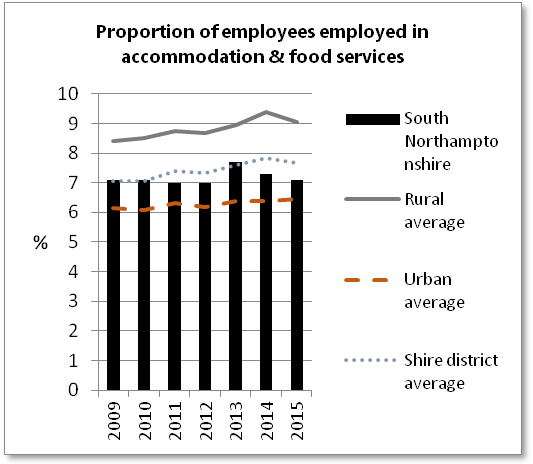 Proportion of employees employed in
accommodation & food services
10
9
8
7
6
5
4
3
2
1
0
%
2009
2010
2011
2012
2013
2014
2015
South
Northampto
nshire
Rural
average
Urban
average
Shire district
average